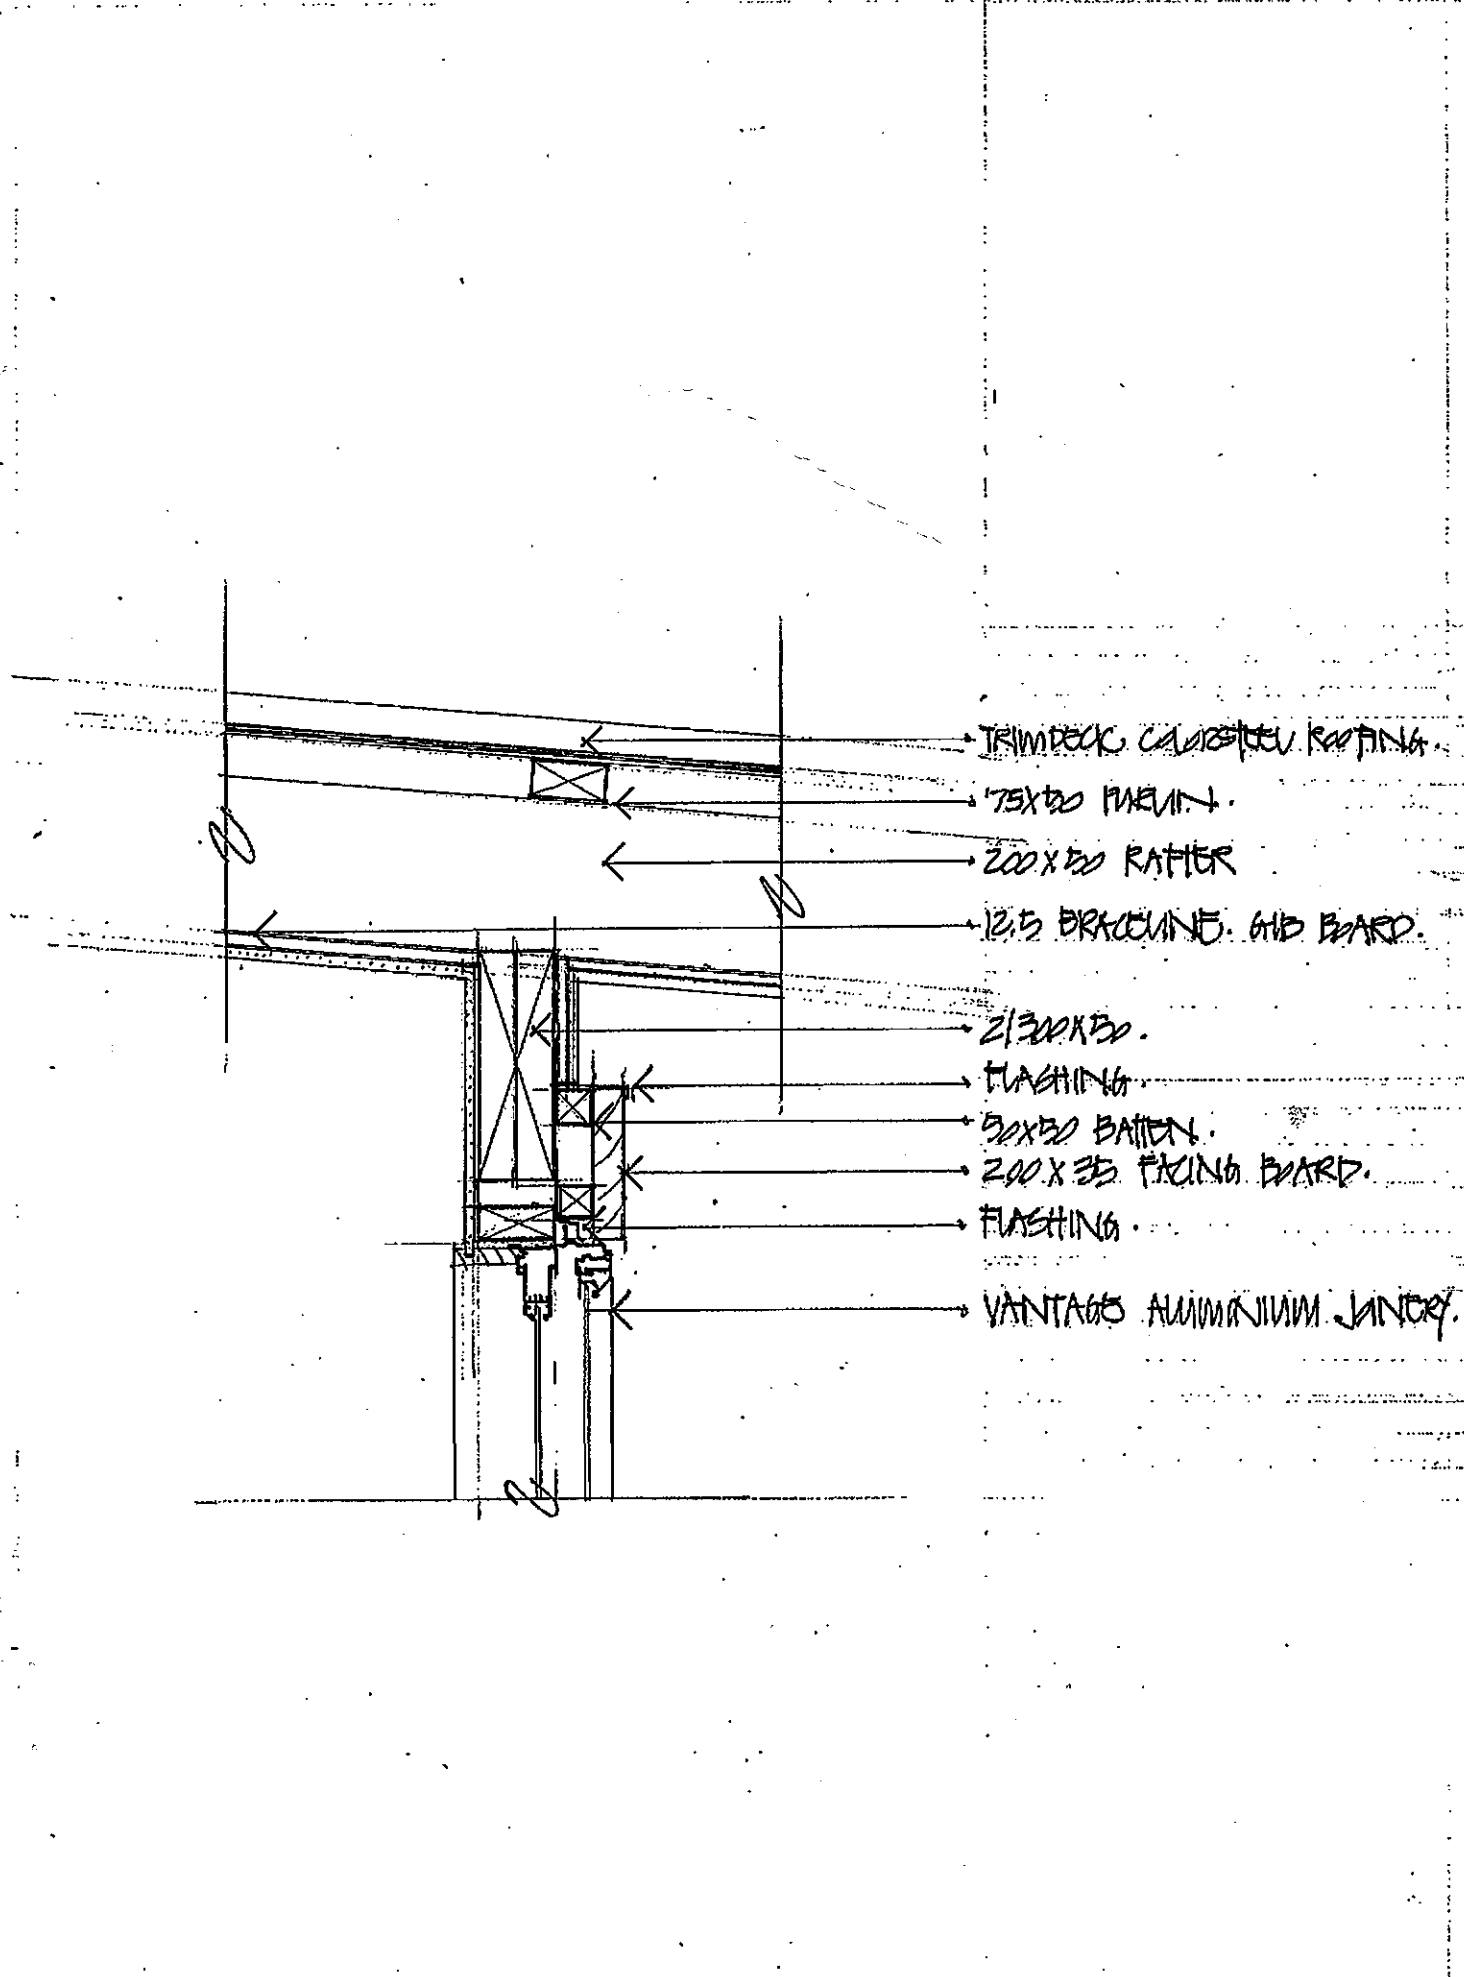 TRIMDECK COLORSTEEL ROOFING.
75X50 PURLIN.
200X50 RAFTER
12.5 BRACELINE. GIB BOARD.
2/300X50.
FLASHING.
50X50 BATTEN.
200X35 FACING BOARD.
FLASHING.
VANTAGE ALUMINIUM JOINERY.